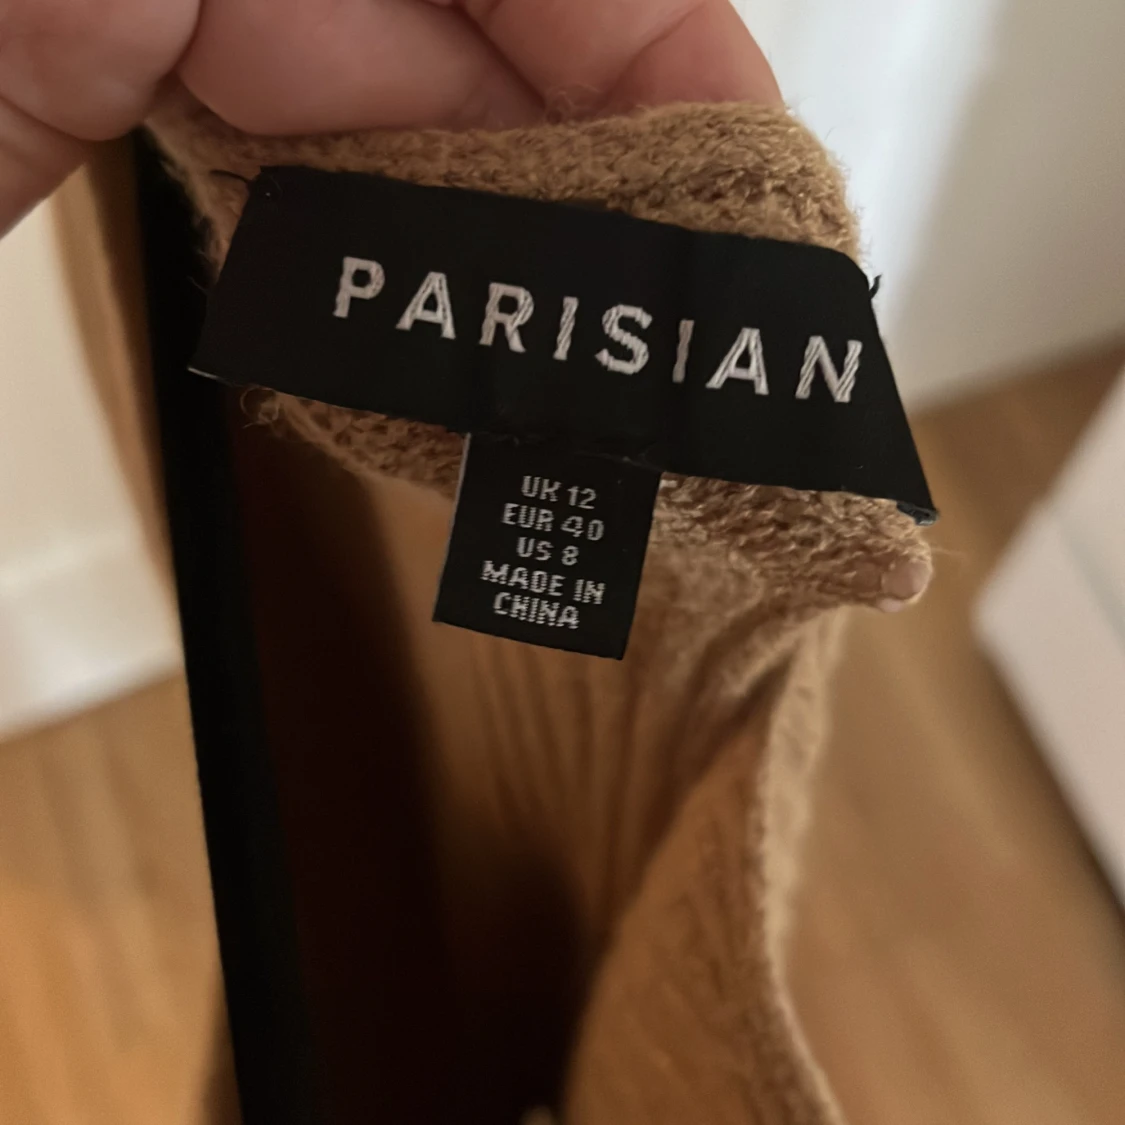 PARISIAN
UK 12
EUR 40
US 8
MADE IN
CHINA